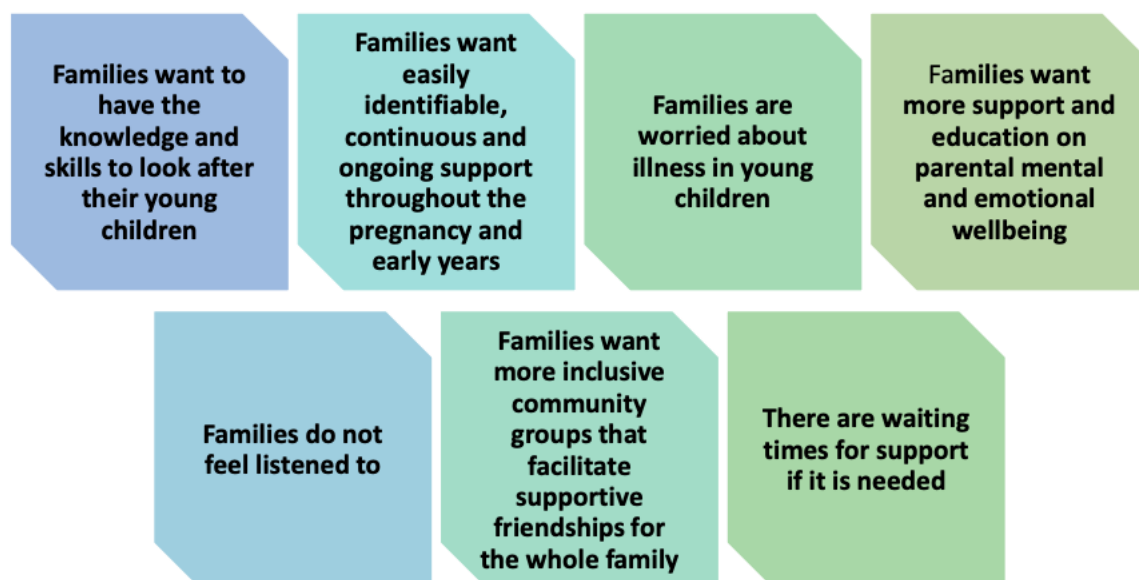 Families want to
have the
knowledge and
skills to look after
their young
children
Families want
easily
identifiable,
continuous and
ongoing support
throughout the
pregnancy and
early years
Families are
worried about
illness in young
children
Families want
more support and
education on
parental mental
and emotional
wellbeing
Families do not
feel listened to
Families want
more inclusive
community
groups that
facilitate
supportive
friendships for
the whole family
There are waiting
times for support
if it is needed